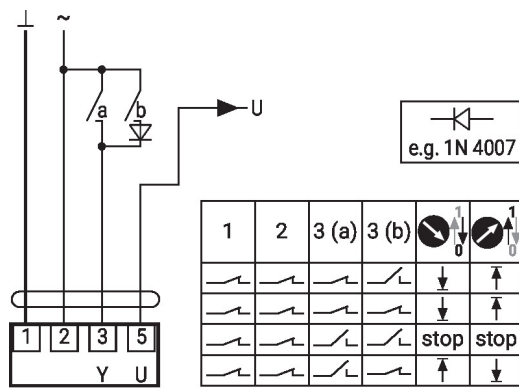 ⊥ ~
a b
U
e.g. 1N 4007
1 2 3 5
Y U
1 2 3 (a) 3 (b) 1 0 1 0
stop stop